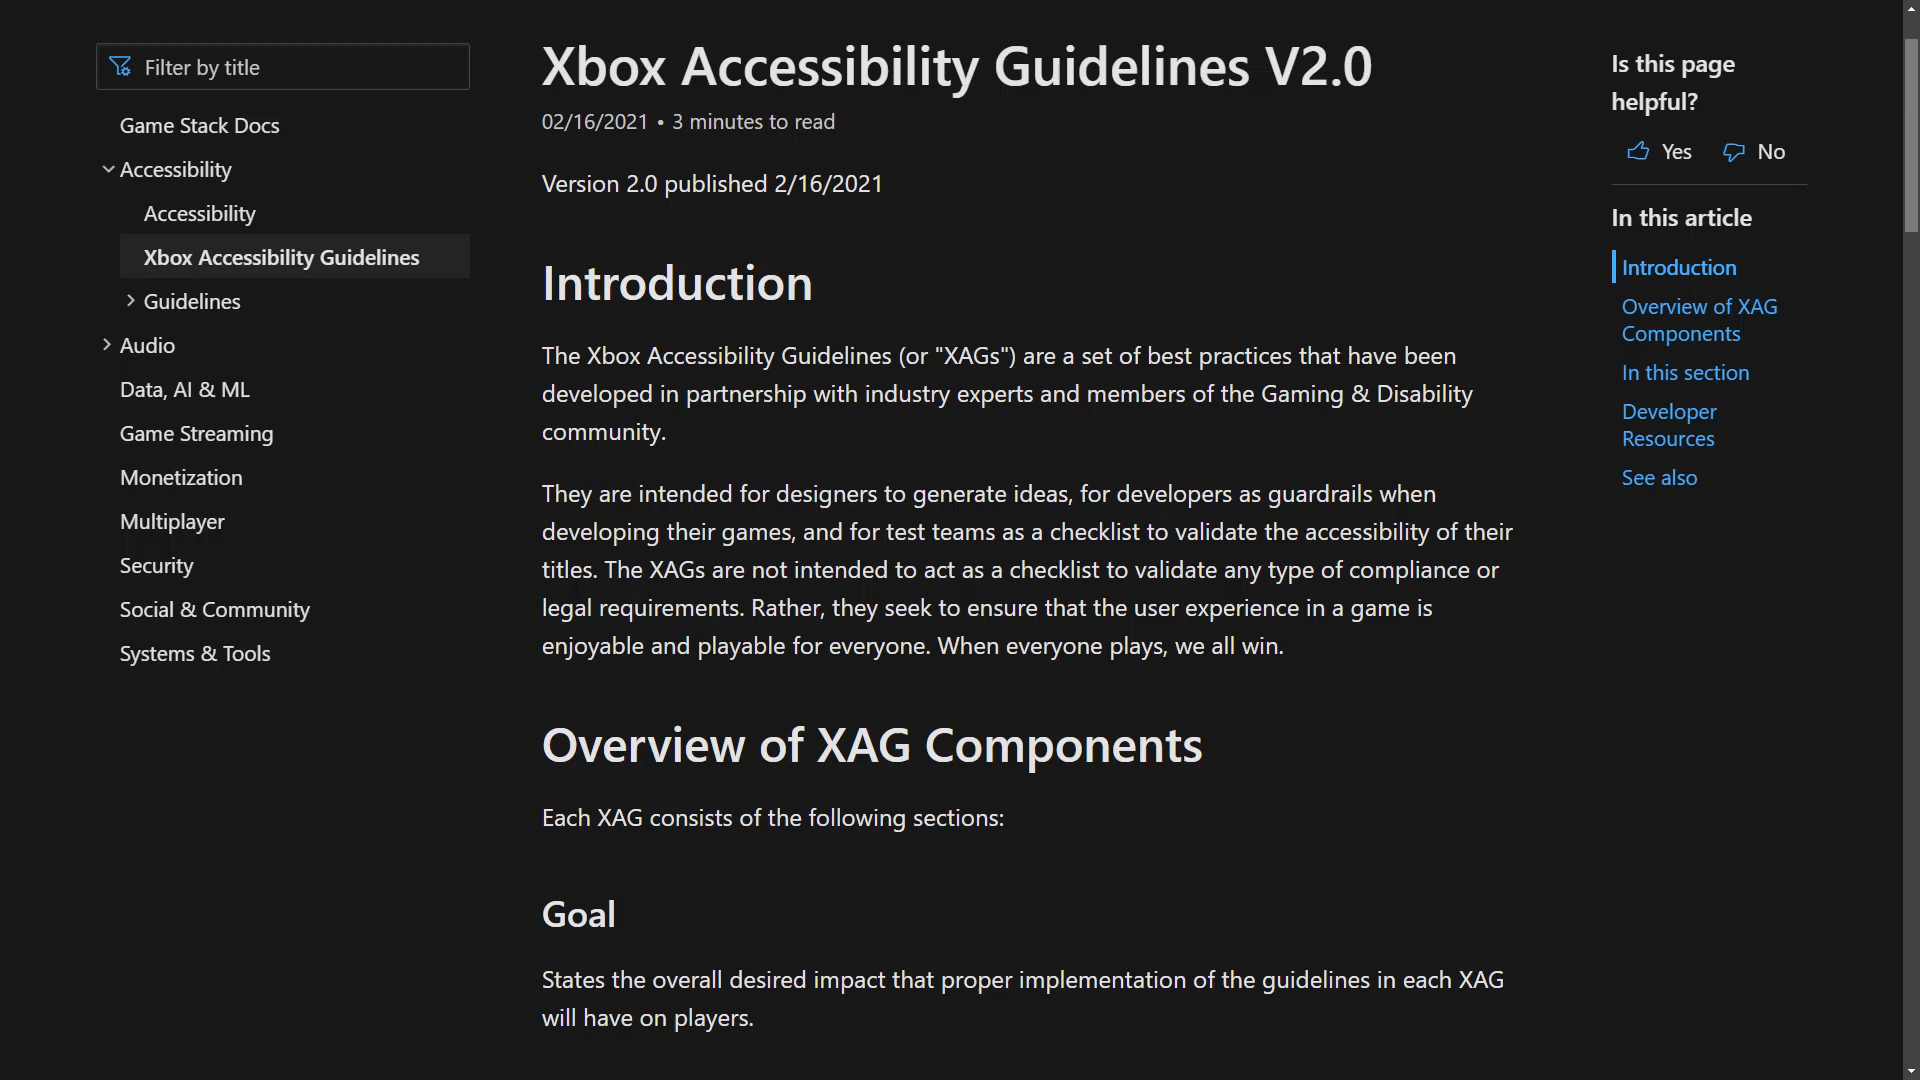 Filter by title
Game Stack Docs
Accessibility
Accessibility
Xbox Accessibility Guidelines
Guidelines
Audio
Data, AI & ML
Game Streaming
Monetization
Multiplayer
Security
Social & Community
Systems & Tools
Xbox Accessibility Guidelines V2.0
02/16/2021 • 3 minutes to read
Version 2.0 published 2/16/2021
Introduction
The Xbox Accessibility Guidelines (or "XAGs") are a set of best practices that have been
developed in partnership with industry experts and members of the Gaming & Disability
community.
They are intended for designers to generate ideas, for developers as guardrails when
developing their games, and for test teams as a checklist to validate the accessibility of their
titles. The XAGs are not intended to act as a checklist to validate any type of compliance or
legal requirements. Rather, they seek to ensure that the user experience in a game is
enjoyable and playable for everyone. When everyone plays, we all win.
Overview of XAG Components
Each XAG consists of the following sections:
Goal
States the overall desired impact that proper implementation of the guidelines in each XAG
will have on players.
Is this page
helpful?
Yes No
In this article
Introduction
Overview of XAG
Components
In this section
Developer
Resources
See also